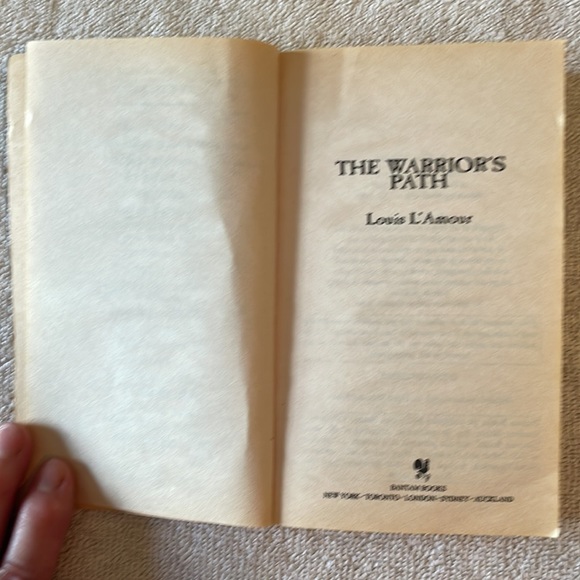 THE WARRIOR'S
PATH
Louis L'Amour
BANTAM BOOKS
NEW YORK · TORONTO · LONDON · SYDNEY · AUCKLAND